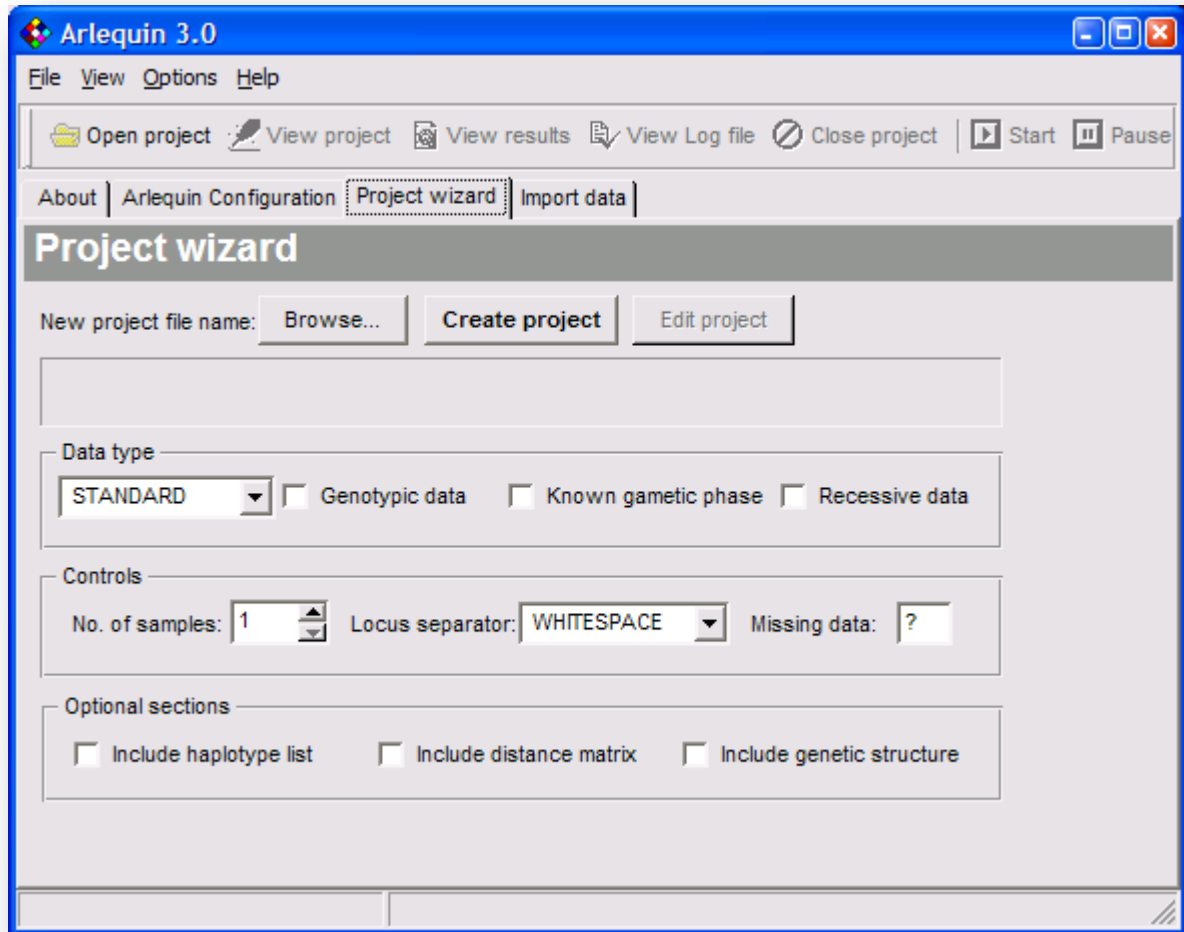 Arlequin 3.0
File View Options Help
Open project View project View results View Log file Close project Start Pause
About Arlequin Configuration Project wizard Import data
Project wizard
New project file name: Browse... Create project Edit project
Data type
STANDARD Genotypic data Known gametic phase Recessive data
Controls
No. of samples: 1 Locus separator: WHITESPACE Missing data: ?
Optional sections
Include haplotype list Include distance matrix Include genetic structure